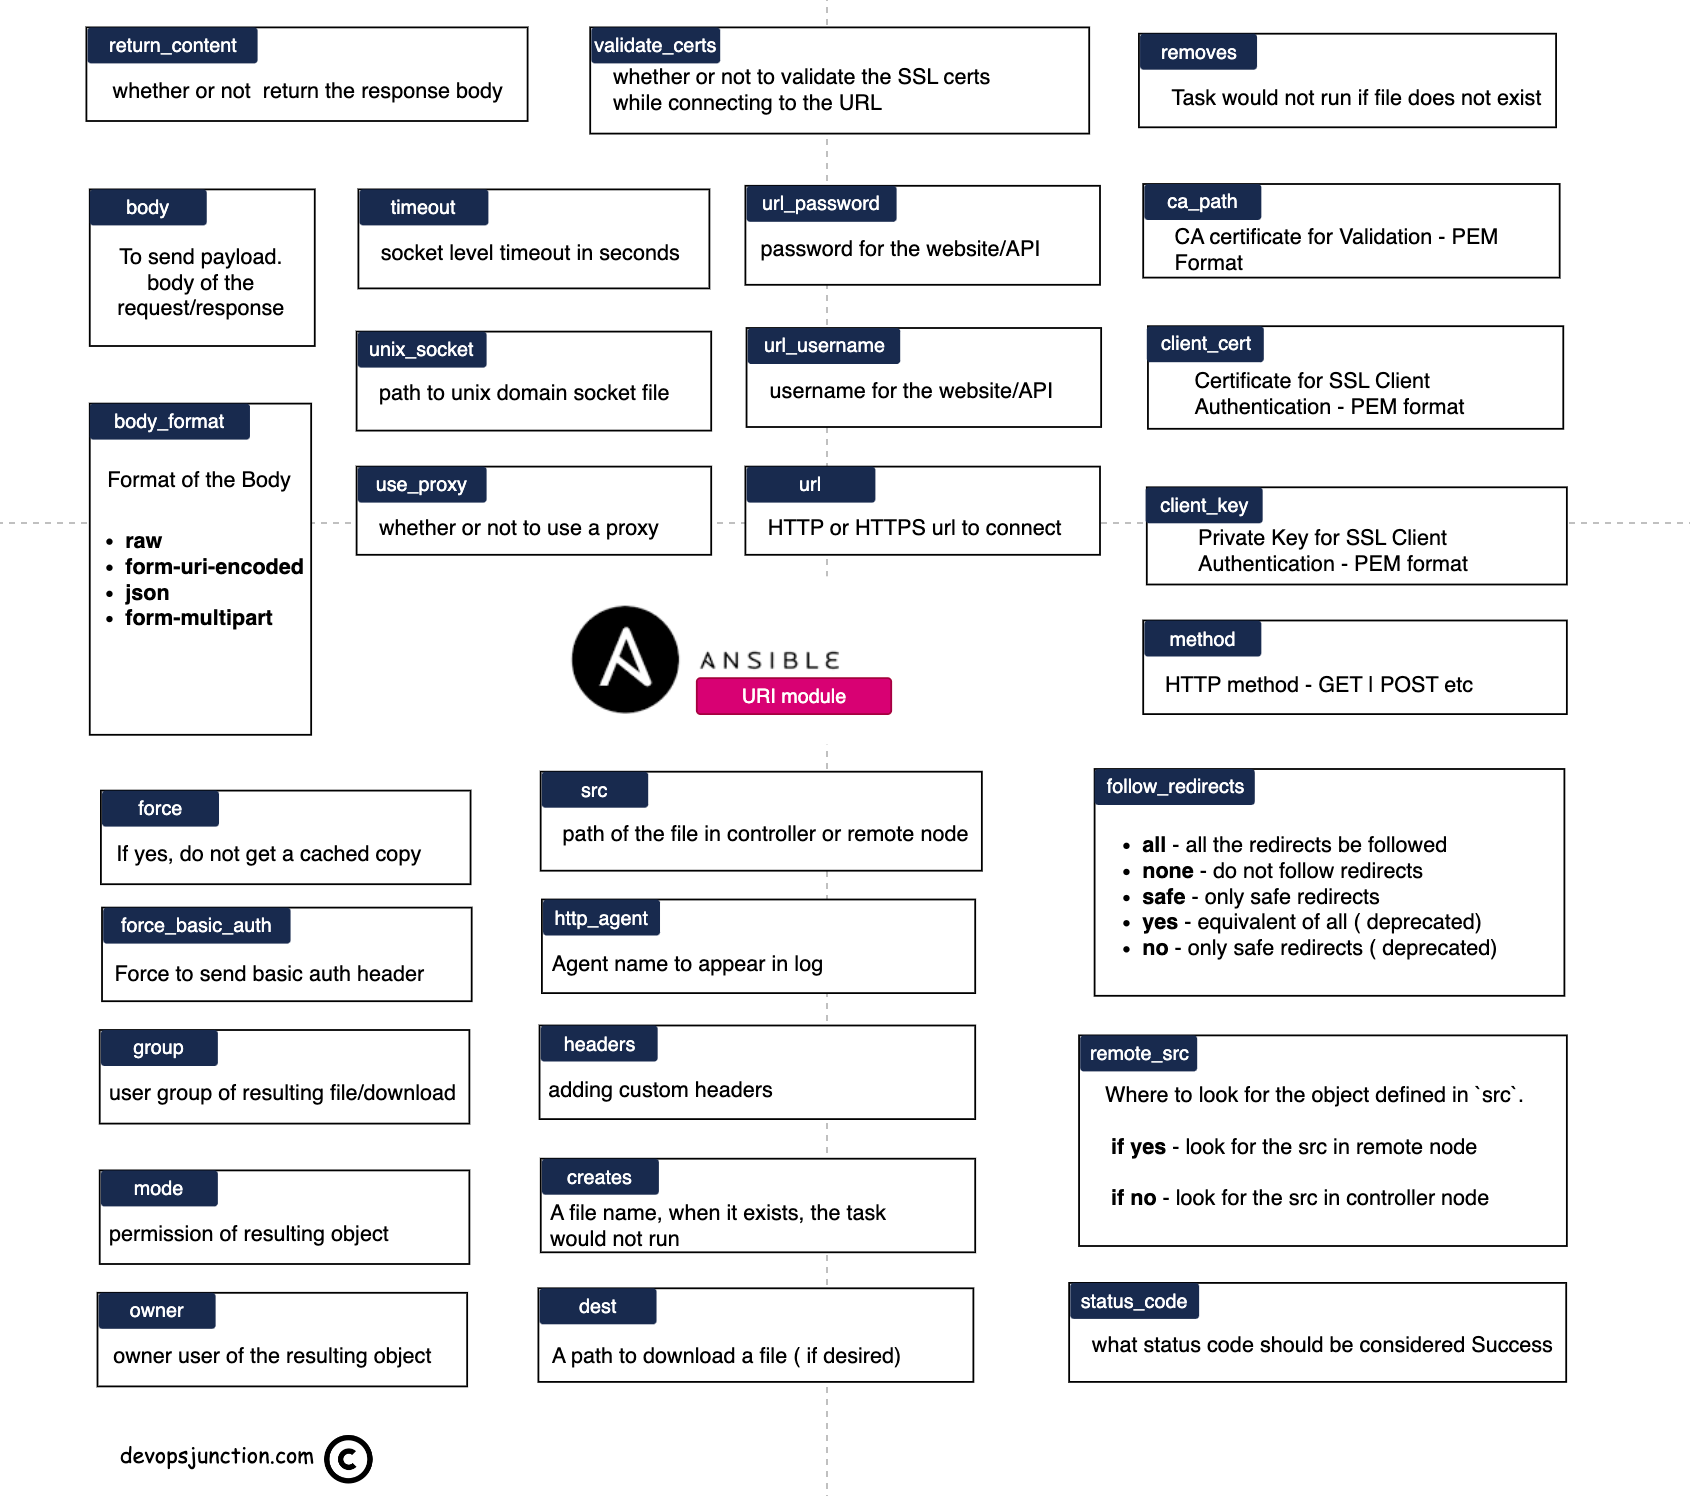 return_content
whether or not  return the response body
validate_certs
whether or not to validate the SSL certs
while connecting to the URL
removes
Task would not run if file does not exist
body
To send payload.
body of the
request/response
timeout
socket level timeout in seconds
url_password
password for the website/API
ca_path
CA certificate for Validation - PEM
Format
unix_socket
path to unix domain socket file
url_username
username for the website/API
client_cert
Certificate for SSL Client
Authentication - PEM format
body_format
Format of the Body
• raw
• form-uri-encoded
• json
• form-multipart
use_proxy
whether or not to use a proxy
url
HTTP or HTTPS url to connect
client_key
Private Key for SSL Client
Authentication - PEM format
ANSIBLE
URI module
method
HTTP method - GET | POST etc
force
If yes, do not get a cached copy
src
path of the file in controller or remote node
follow_redirects
• all - all the redirects be followed
• none - do not follow redirects
• safe - only safe redirects
• yes - equivalent of all ( deprecated)
• no - only safe redirects ( deprecated)
force_basic_auth
Force to send basic auth header
http_agent
Agent name to appear in log
group
user group of resulting file/download
headers
adding custom headers
remote_src
Where to look for the object defined in `src`.
if yes - look for the src in remote node
if no - look for the src in controller node
mode
permission of resulting object
creates
A file name, when it exists, the task
would not run
owner
owner user of the resulting object
dest
A path to download a file ( if desired)
status_code
what status code should be considered Success
devopsjunction.com ©